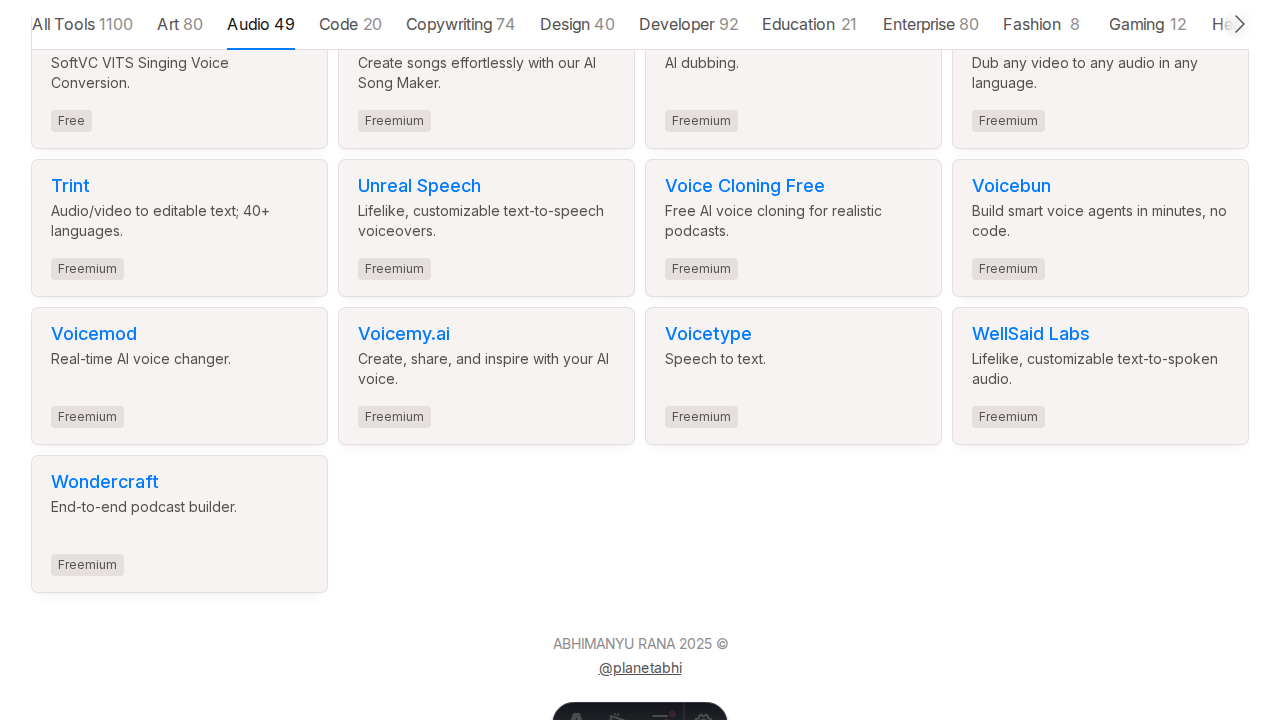 All Tools 1100 Art 80 Audio 49 Code 20 Copywriting 74 Design 40 Developer 92 Education 21 Enterprise 80 Fashion 8 Gaming 12
SoftVC VITS Singing Voice
Conversion.
Free
Create songs effortlessly with our AI
Song Maker.
Freemium
AI dubbing.
Freemium
Dub any video to any audio in any
language.
Freemium
Trint
Audio/video to editable text; 40+
languages.
Freemium
Unreal Speech
Lifelike, customizable text-to-speech
voiceovers.
Freemium
Voice Cloning Free
Free AI voice cloning for realistic
podcasts.
Freemium
Voicebun
Build smart voice agents in minutes, no
code.
Freemium
Voicemod
Real-time AI voice changer.
Freemium
Voicemy.ai
Create, share, and inspire with your AI
voice.
Freemium
Voicetype
Speech to text.
Freemium
WellSaid Labs
Lifelike, customizable text-to-spoken
audio.
Freemium
Wondercraft
End-to-end podcast builder.
Freemium
ABHIMANYU RANA 2025 ©
@planetabhi